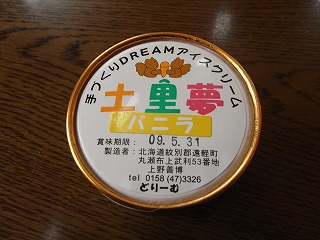 手づくりDREAMアイスクリーム
土里夢
バニラ
賞味期限： 09.5.31
製造者：北海道紋別郡遠軽町
丸瀬布上武利53番地
上野善博
tel 0158(47)3326
どりーむ